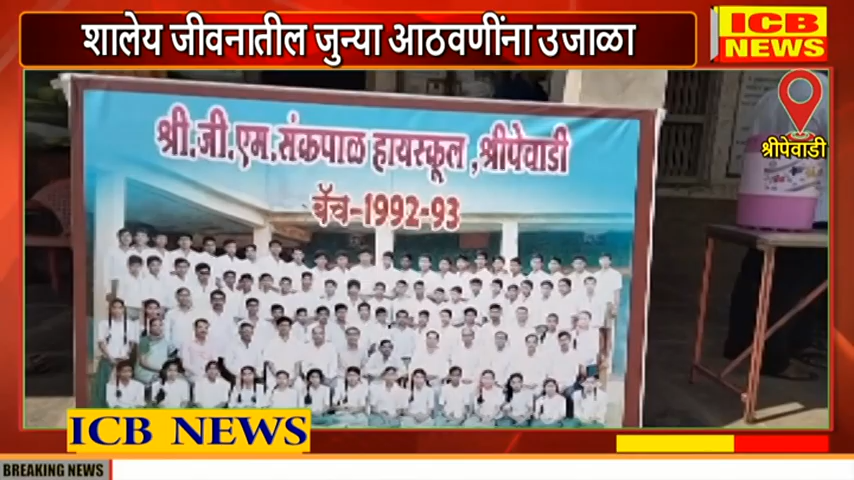 शालेय जीवनातील जुन्या आठवणींना उजाळा
ICB
NEWS
श्रीपेवाडी
श्री.जी.एम.संकपाळ हायस्कूल ,श्रीपेवाडी
बॅच-1992-93
ICB NEWS
BREAKING NEWS